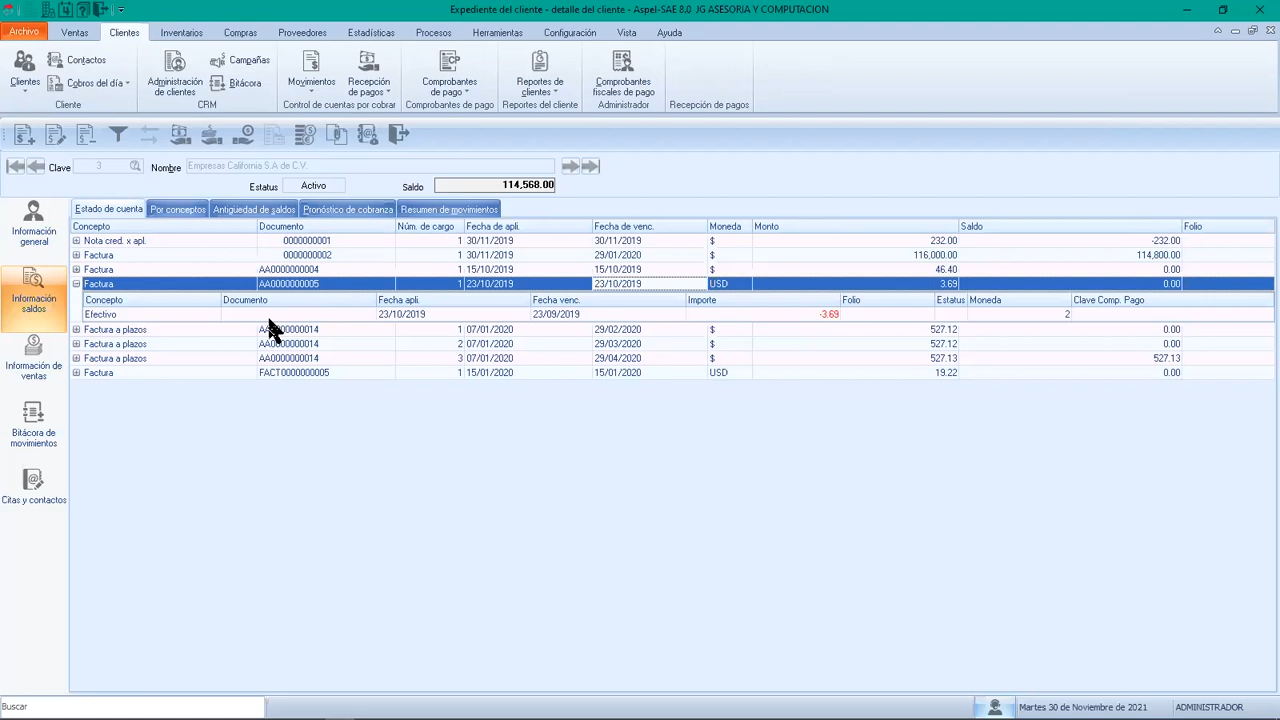 Expediente del cliente - detalle del cliente - Aspel-SAE 8.0 JG ASESORIA Y COMPUTACION
Archivo Ventas Clientes Inventarios Compras Proveedores Estadísticas Procesos Herramientas Configuración Vista Ayuda
Clientes Contactos Cobros del día Administración de clientes Campañas Bitácora Movimientos Recepción de pagos Comprobantes de pago Reportes de clientes Comprobantes fiscales de pago
Cliente CRM Control de cuentas por cobrar Comprobantes de pago Reportes del cliente Administrador Recepción de pagos
Clave 3 Nombre Empresas California S.A de C.V.
Estatus Activo Saldo 114,568.00
Estado de cuenta Por conceptos Antigüedad de saldos Pronóstico de cobranza Resumen de movimientos
Información general
Información saldos
Información de ventas
Bitácora de movimientos
Citas y contactos
Concepto Documento Núm. de cargo Fecha de apli. Fecha de venc. Moneda Monto Saldo Folio
Nota cred. x apl. 0000000001 1 30/11/2019 30/11/2019 $ 232.00 -232.00
Factura 0000000002 1 30/11/2019 29/01/2020 $ 116,000.00 114,800.00
Factura AA0000000004 1 15/10/2019 15/10/2019 $ 46.40 0.00
Factura AA0000000005 1 23/10/2019 23/10/2019 USD 3.69 0.00
Concepto Documento Fecha apli. Fecha venc. Importe Folio Estatus Moneda Clave Comp. Pago
Efectivo 23/10/2019 23/09/2019 -3.69 2
Factura a plazos 1 07/01/2020 29/02/2020 $ 527.12 0.00
Factura a plazos 2 07/01/2020 29/03/2020 $ 527.12 0.00
Factura a plazos AA0000000014 3 07/01/2020 29/04/2020 $ 527.13 527.13
Factura FACT0000000005 1 15/01/2020 15/01/2020 USD 19.22 0.00
Buscar Martes 30 de Noviembre de 2021 ADMINISTRADOR